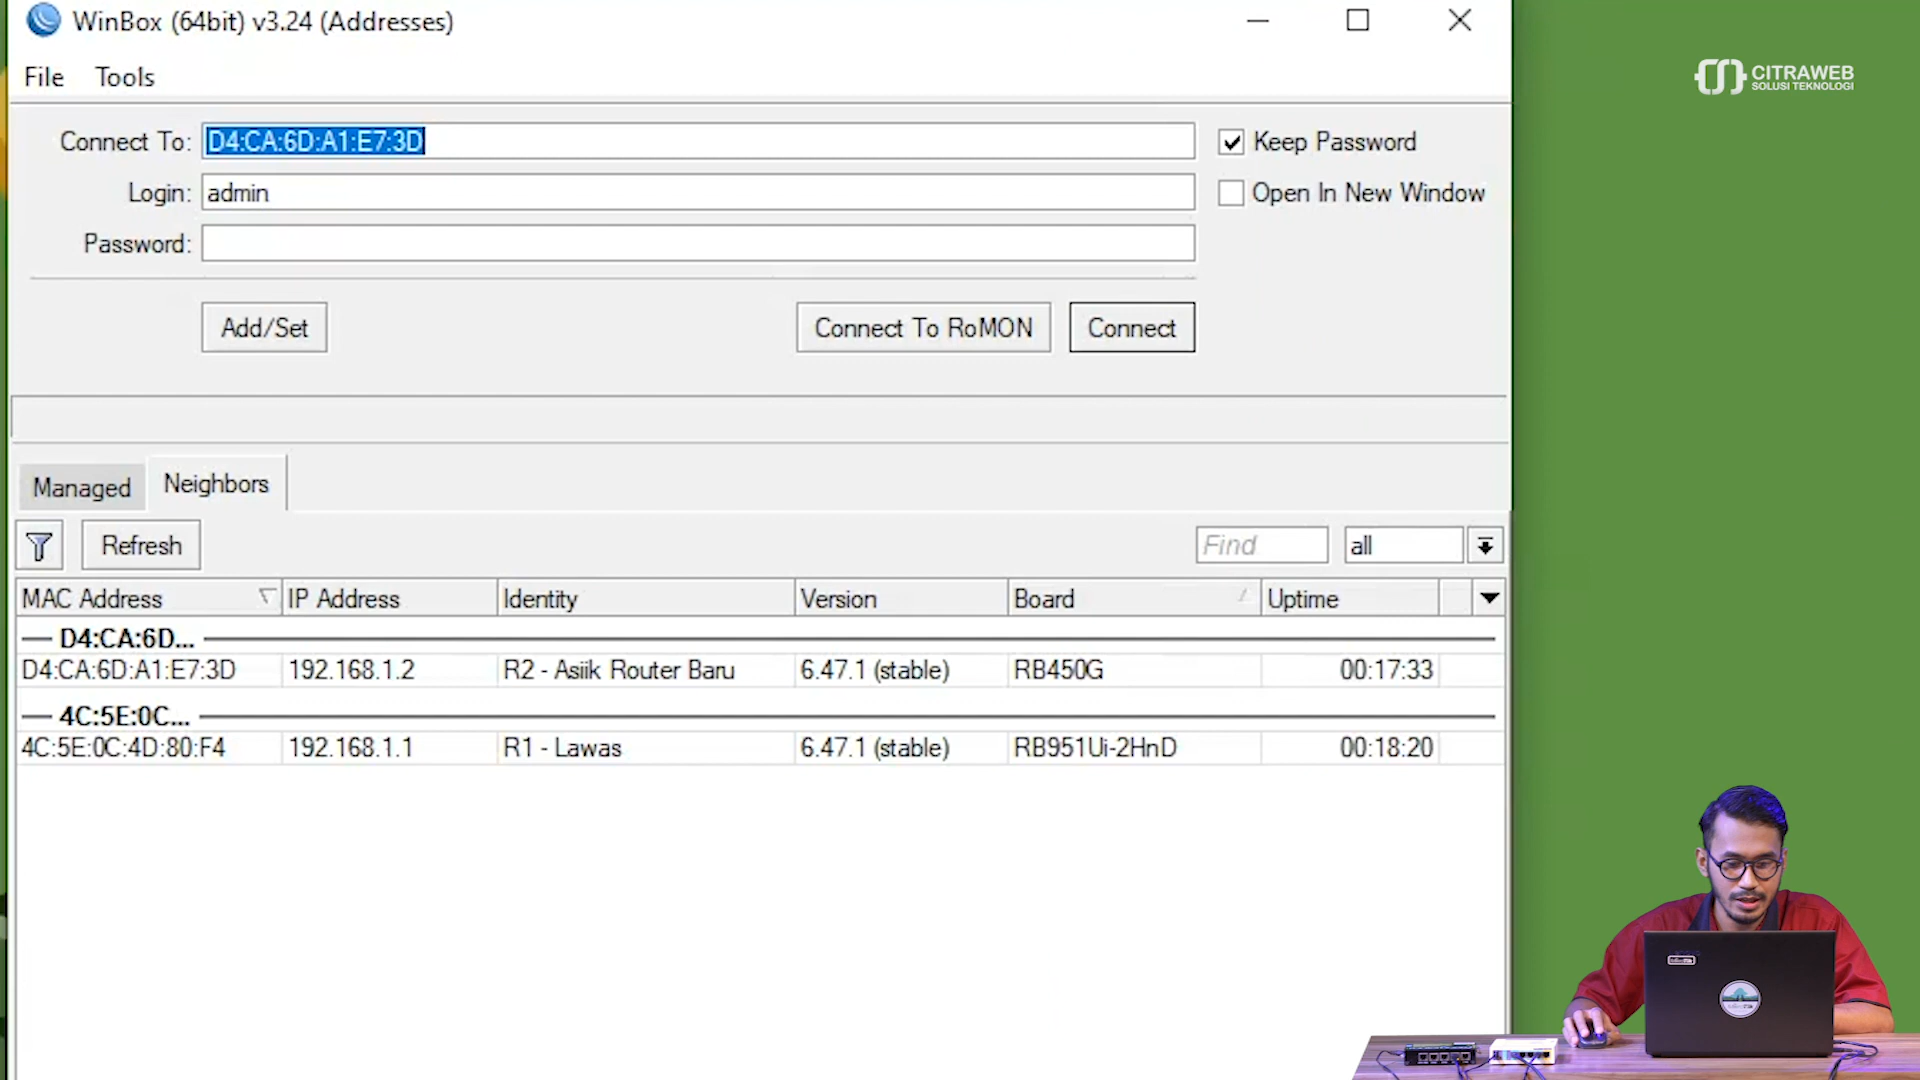 WinBox (64bit) v3.24 (Addresses)
File Tools
CITRAWEB
SOLUSI TEKNOLOGI
Connect To: D4:CA:6D:A1:E7:3D
Keep Password
Login: admin
Open In New Window
Password:
Add/Set
Connect To RoMON
Connect
Managed Neighbors
Refresh
Find
all
MAC Address IP Address Identity Version Board Uptime
D4:CA:6D...
D4:CA:6D:A1:E7:3D 192.168.1.2 R2 - Asiik Router Baru 6.47.1 (stable) RB450G 00:17:33
4C:5E:0C...
4C:5E:0C:4D:80:F4 192.168.1.1 R1 - Lawas 6.47.1 (stable) RB951Ui-2HnD 00:18:20